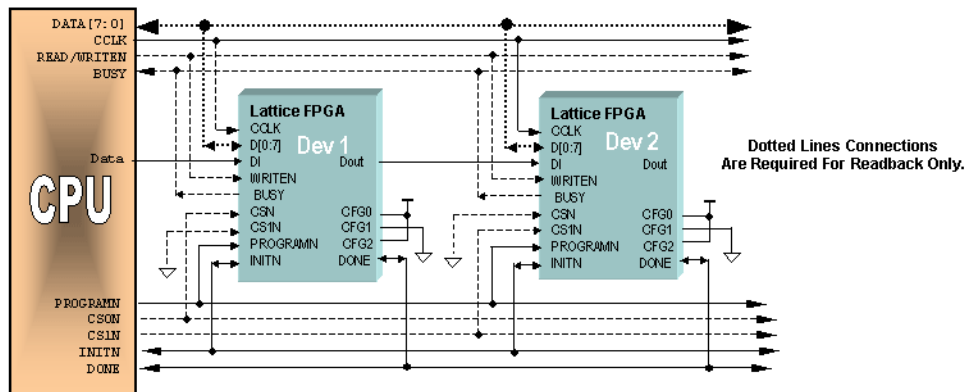 DATA[7:0]
CCLK
READ/WRITEN
BUSY
Data
CPU
PROGRAMN
CS0N
CS1N
INITN
DONE
Lattice FPGA
Dev 1
CCLK
D[0:7]
DI
Dout
WRITEN
BUSY
CSN
CFG0
CS1N
CFG1
PROGRAMN
CFG2
INITN
DONE
Lattice FPGA
Dev 2
CCLK
D[0:7]
DI
Dout
WRITEN
BUSY
CSN
CFG0
CS1N
CFG1
PROGRAMN
CFG2
INITN
DONE
Dotted Lines Connections
Are Required For Readback Only.